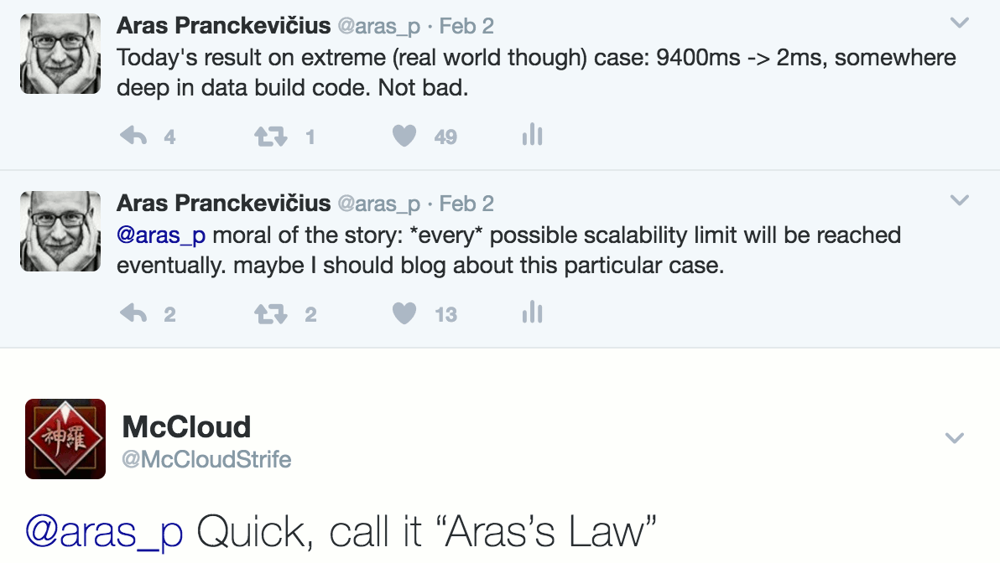 Aras Pranckevičius @aras_p · Feb 2
Today's result on extreme (real world though) case: 9400ms -> 2ms, somewhere
deep in data build code. Not bad.
4 1 49
Aras Pranckevičius @aras_p · Feb 2
@aras_p moral of the story: *every* possible scalability limit will be reached
eventually. maybe I should blog about this particular case.
2 2 13
神羅
McCloud
@McCloudStrife
@aras_p Quick, call it “Aras’s Law”